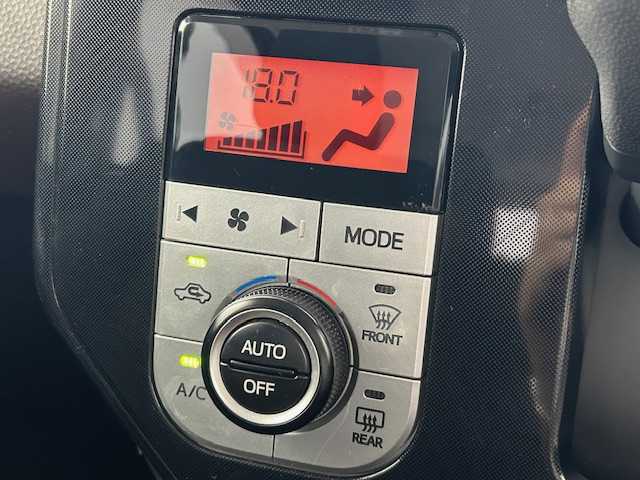 18.0
MODE
FRONT
AUTO
OFF
A/C
REAR